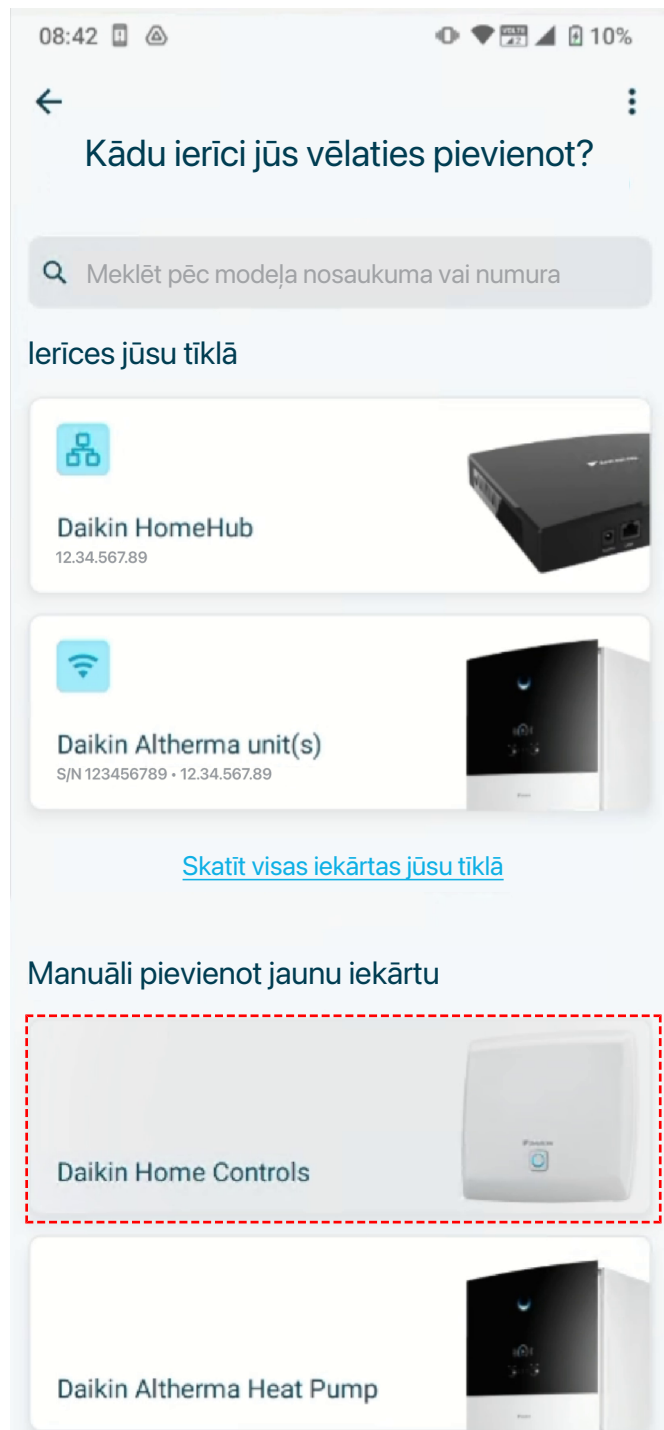 08:42 10%
Kādu ierīci jūs vēlaties pievienot?
Meklēt pēc modeļa nosaukuma vai numura
Ierīces jūsu tīklā
Daikin HomeHub
12.34.567.89
Daikin Altherma unit(s)
S/N 123456789 • 12.34.567.89
Skatīt visas iekārtas jūsu tīklā
Manuāli pievienot jaunu iekārtu
DAIKIN
Daikin Home Controls
Daikin Altherma Heat Pump